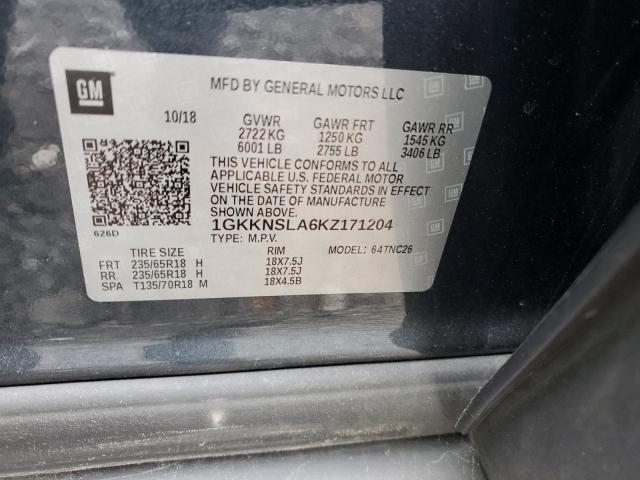 GM
MFD BY GENERAL MOTORS LLC
10/18 GVWR GAWR FRT GAWR RR
2722 KG 1250 KG 1545 KG
6001 LB 2755 LB 3406 LB
THIS VEHICLE CONFORMS TO ALL
APPLICABLE U.S. FEDERAL MOTOR
VEHICLE SAFETY STANDARDS IN EFFECT
ON THE DATE OF MANUFACTURE
SHOWN ABOVE.
626D 1GKKNSLA6KZ171204
TYPE: M.P.V. MODEL: 64TNC26
TIRE SIZE RIM
FRT 235/65R18 H 18X7.5J
RR 235/65R18 H 18X7.5J
SPA T135/70R18 M 18X4.5B